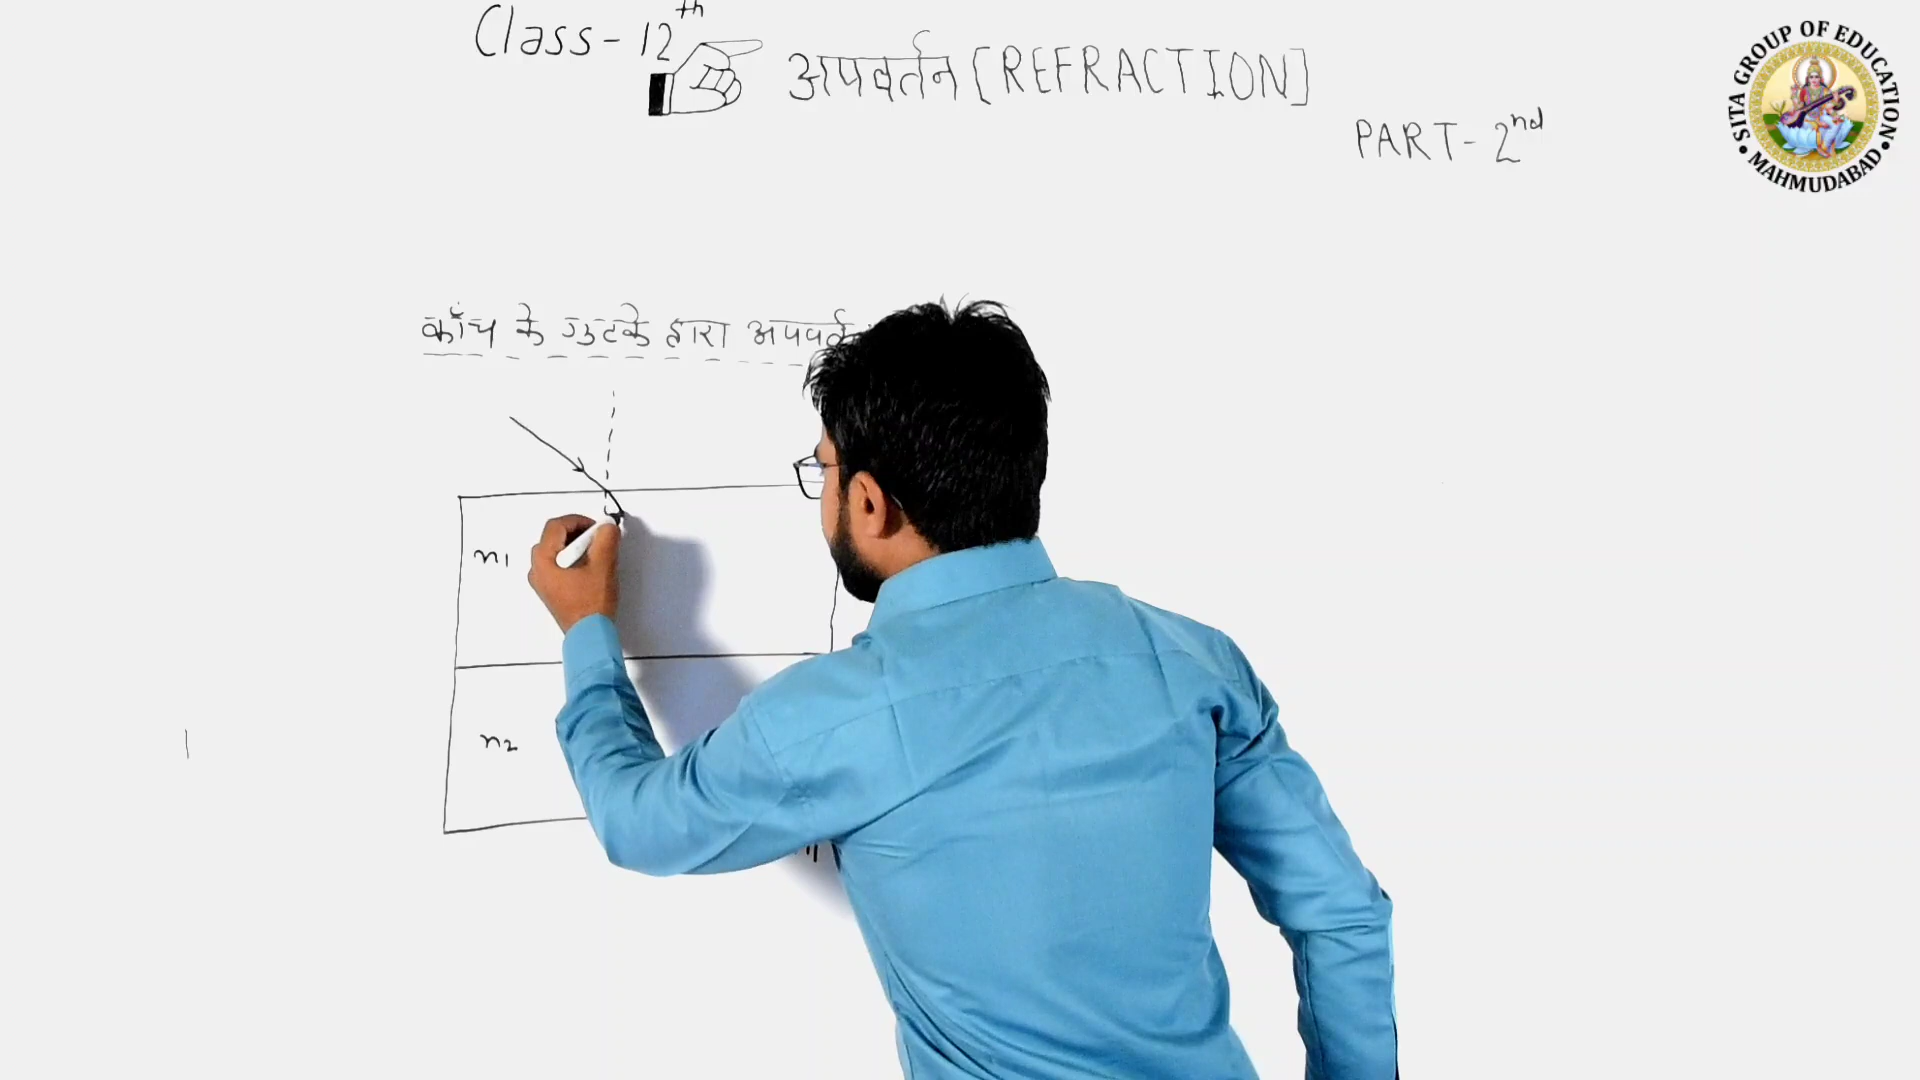 Class- 12th
अपवर्तन [REFRACTION]
PART- 2nd
SITA GROUP OF EDUCATION
• MAHMUDABAD •
काँच के गुटके द्वारा
n1
n2